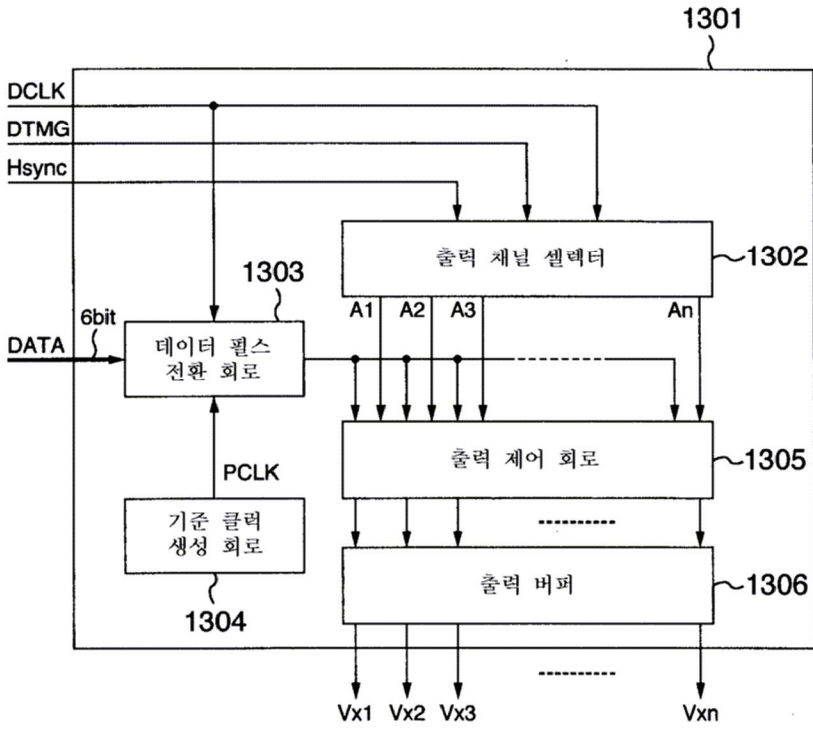 1301
DCLK
DTMG
Hsync
출력 채널 셀렉터
1302
1303
A1 A2 A3 An
6bit
DATA
데이터 펄스
전환 회로
출력 제어 회로
1305
PCLK
기준 클럭
생성 회로
1304
출력 버퍼
1306
Vx1 Vx2 Vx3 Vxn